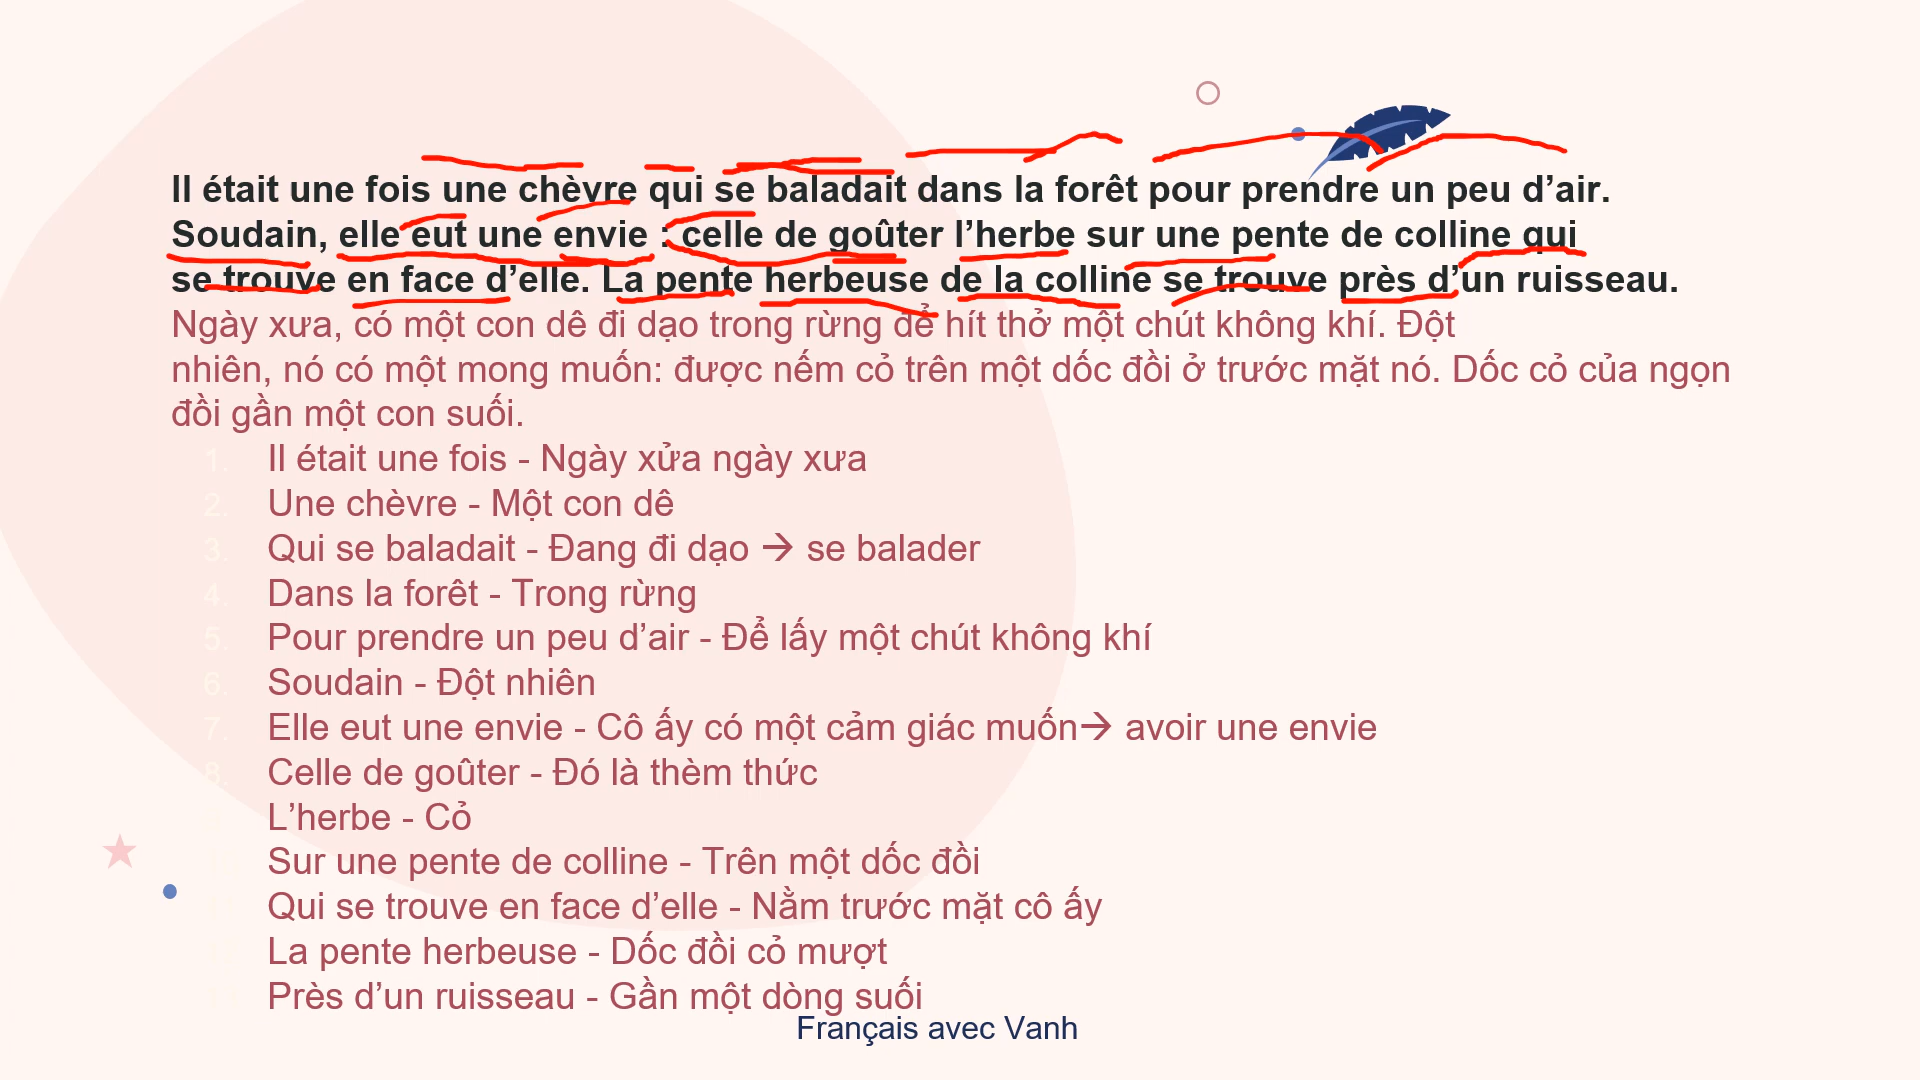 Il était une fois une chèvre qui se baladait dans la forêt pour prendre un peu d’air.
Soudain, elle eut une envie : celle de goûter l’herbe sur une pente de colline qui
se trouve en face d’elle. La pente herbeuse de la colline se trouve près d’un ruisseau.
Ngày xưa, có một con dê đi dạo trong rừng để hít thở một chút không khí. Đột
nhiên, nó có một mong muốn: được nếm cỏ trên một dốc đồi ở trước mặt nó. Dốc cỏ của ngọn
đồi gần một con suối.
1. Il était une fois - Ngày xửa ngày xưa
2. Une chèvre - Một con dê
3. Qui se baladait - Đang đi dạo → se balader
4. Dans la forêt - Trong rừng
5. Pour prendre un peu d’air - Để lấy một chút không khí
6. Soudain - Đột nhiên
7. Elle eut une envie - Cô ấy có một cảm giác muốn→ avoir une envie
8. Celle de goûter - Đó là thèm thức
L’herbe - Cỏ
Sur une pente de colline - Trên một dốc đồi
Qui se trouve en face d’elle - Nằm trước mặt cô ấy
La pente herbeuse - Dốc đồi cỏ mượt
Près d’un ruisseau - Gần một dòng suối
Français avec Vanh